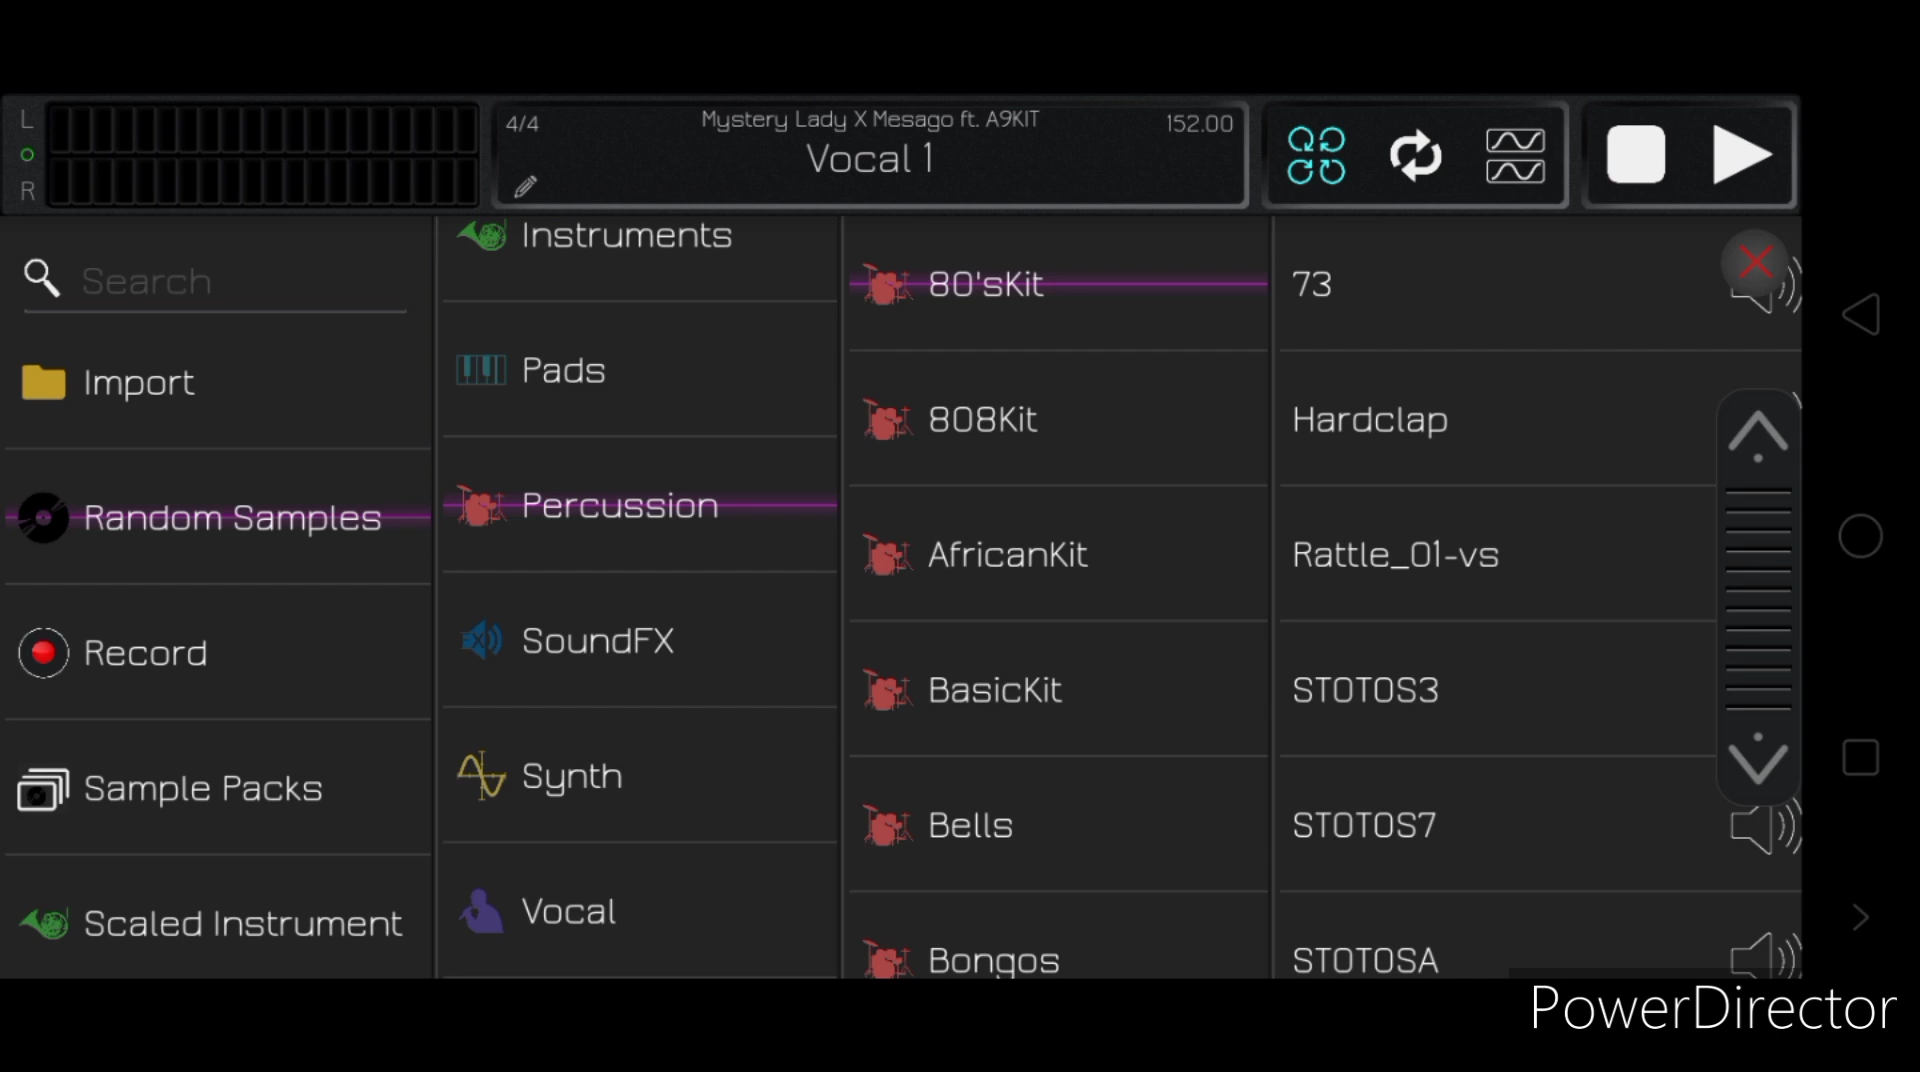 L
R
4/4
Mystery Lady X Mesago ft. A9KIT
152.00
Vocal 1
Search
Import
Random Samples
Record
Sample Packs
Scaled Instrument
Instruments
Pads
Percussion
SoundFX
Synth
Vocal
80'sKit
808Kit
AfricanKit
BasicKit
Bells
Bongos
73
Hardclap
Rattle_01-vs
STOTOS3
STOTOS7
STOTOSA
PowerDirector